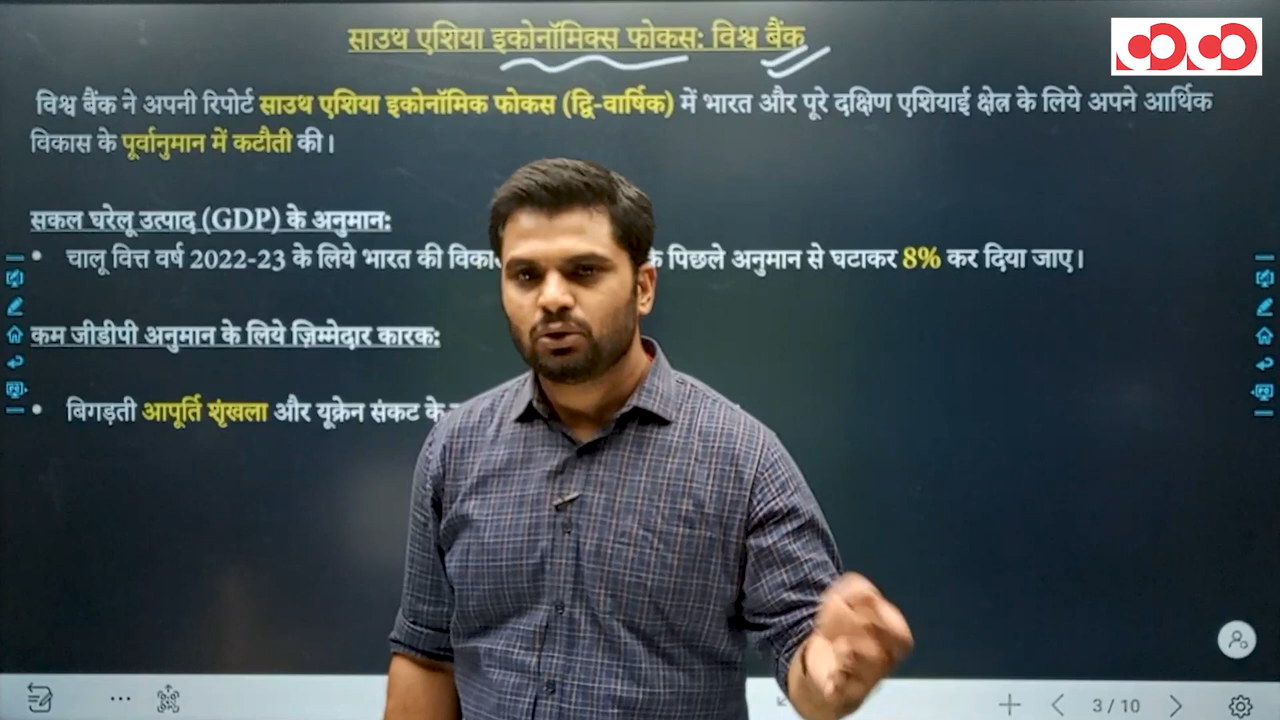 साउथ एशिया इकोनॉमिक्स फोकस: विश्व बैंक
विश्व बैंक ने अपनी रिपोर्ट साउथ एशिया इकोनॉमिक फोकस (द्वि-वार्षिक) में भारत और पूरे दक्षिण एशियाई क्षेत्र के लिये अपने आर्थिक
विकास के पूर्वानुमान में कटौती की।
सकल घरेलू उत्पाद (GDP) के अनुमान:
• चालू वित्त वर्ष 2022-23 के लिये भारत की पिछले अनुमान से घटाकर 8% कर दिया जाए।
कम जीडीपी अनुमान के लिये ज़िम्मेदार कारक:
• बिगड़ती आपूर्ति शृंखला और यूक्रेन संकट के
3 / 10